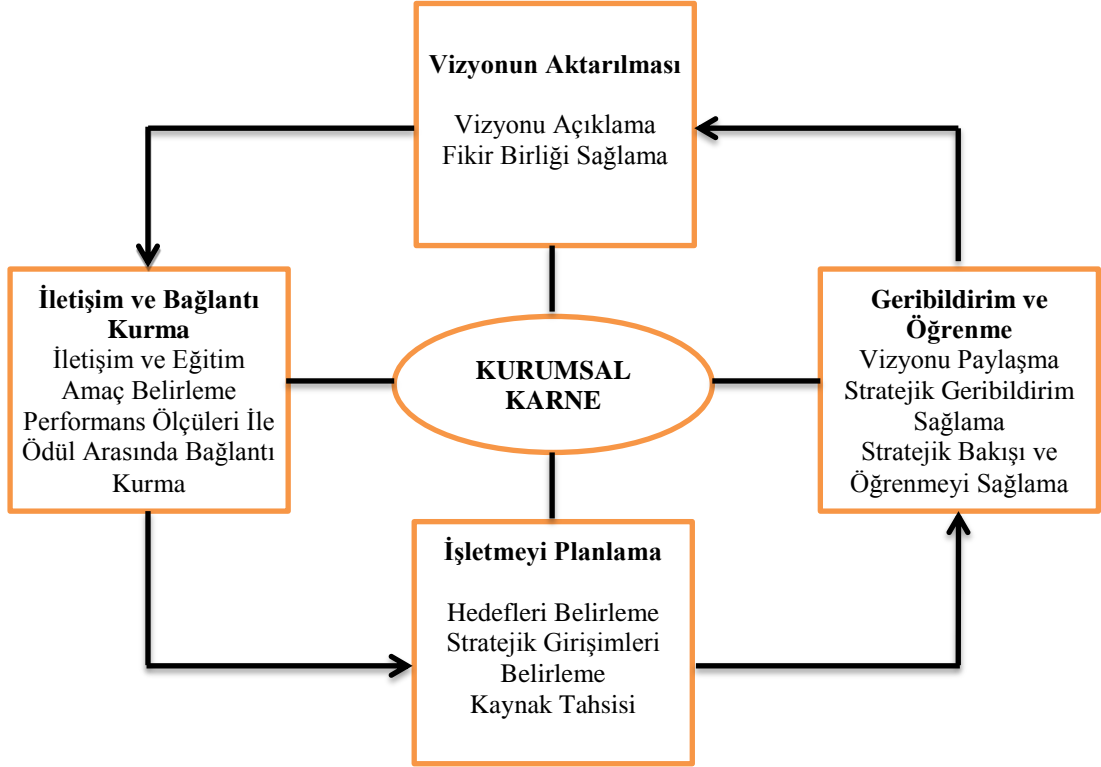 Vizyonun Aktarılması
Vizyonu Açıklama
Fikir Birliği Sağlama
İletişim ve Bağlantı
Kurma
İletişim ve Eğitim
Amaç Belirleme
Performans Ölçüleri İle
Ödül Arasında Bağlantı
Kurma
KURUMSAL
KARNE
Geribildirim ve
Öğrenme
Vizyonu Paylaşma
Stratejik Geribildirim
Sağlama
Stratejik Bakışı ve
Öğrenmeyi Sağlama
İşletmeyi Planlama
Hedefleri Belirleme
Stratejik Girişimleri
Belirleme
Kaynak Tahsisi